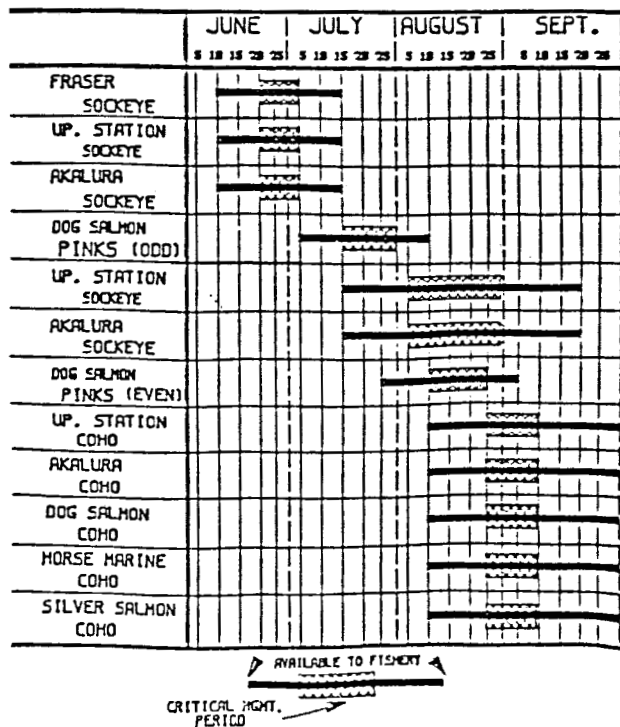 JUNE JULY AUGUST SEPT.
5 10 15 20 25 5 10 15 20 25 5 10 15 20 25 5 10 15 20 25
FRASER
SOCKEYE
UP. STATION
SOCKEYE
AKALURA
SOCKEYE
DOG SALMON
PINKS (ODD)
UP. STATION
SOCKEYE
AKALURA
SOCKEYE
DOG SALMON
PINKS (EVEN)
UP. STATION
COHO
AKALURA
COHO
DOG SALMON
COHO
HORSE MARINE
COHO
SILVER SALMON
COHO
AVAILABLE TO FISHERY
CRITICAL MGMT.
PERIOD